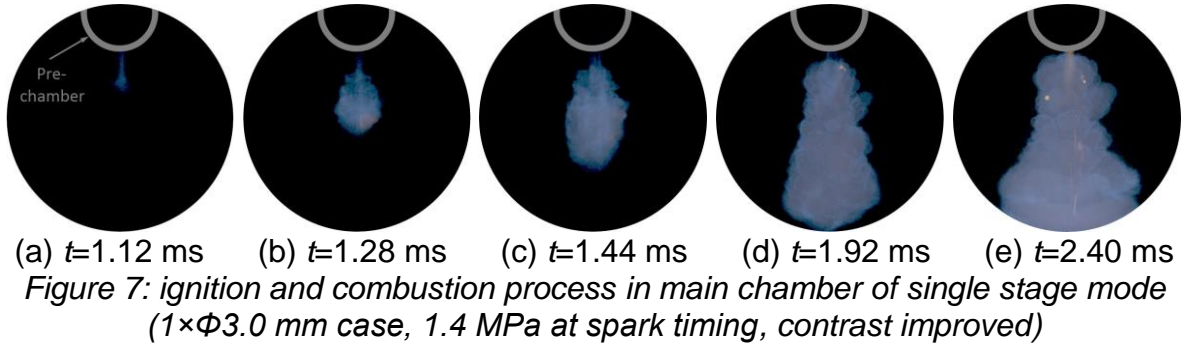 Pre-
chamber
(a) t=1.12 ms (b) t=1.28 ms (c) t=1.44 ms (d) t=1.92 ms (e) t=2.40 ms
Figure 7: ignition and combustion process in main chamber of single stage mode
(1×Φ3.0 mm case, 1.4 MPa at spark timing, contrast improved)